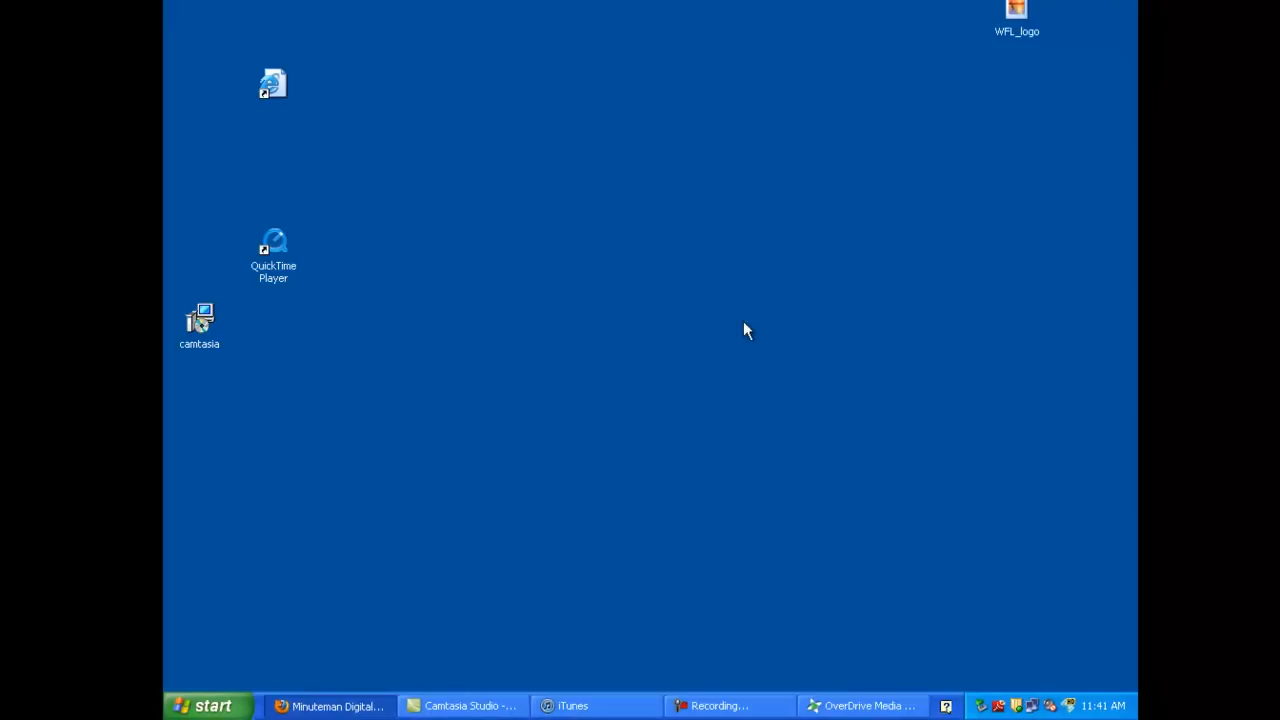 WFL_logo
QuickTime
Player
camtasia
start
Minuteman Digital...
Camtasia Studio -...
iTunes
Recording...
OverDrive Media ...
11:41 AM